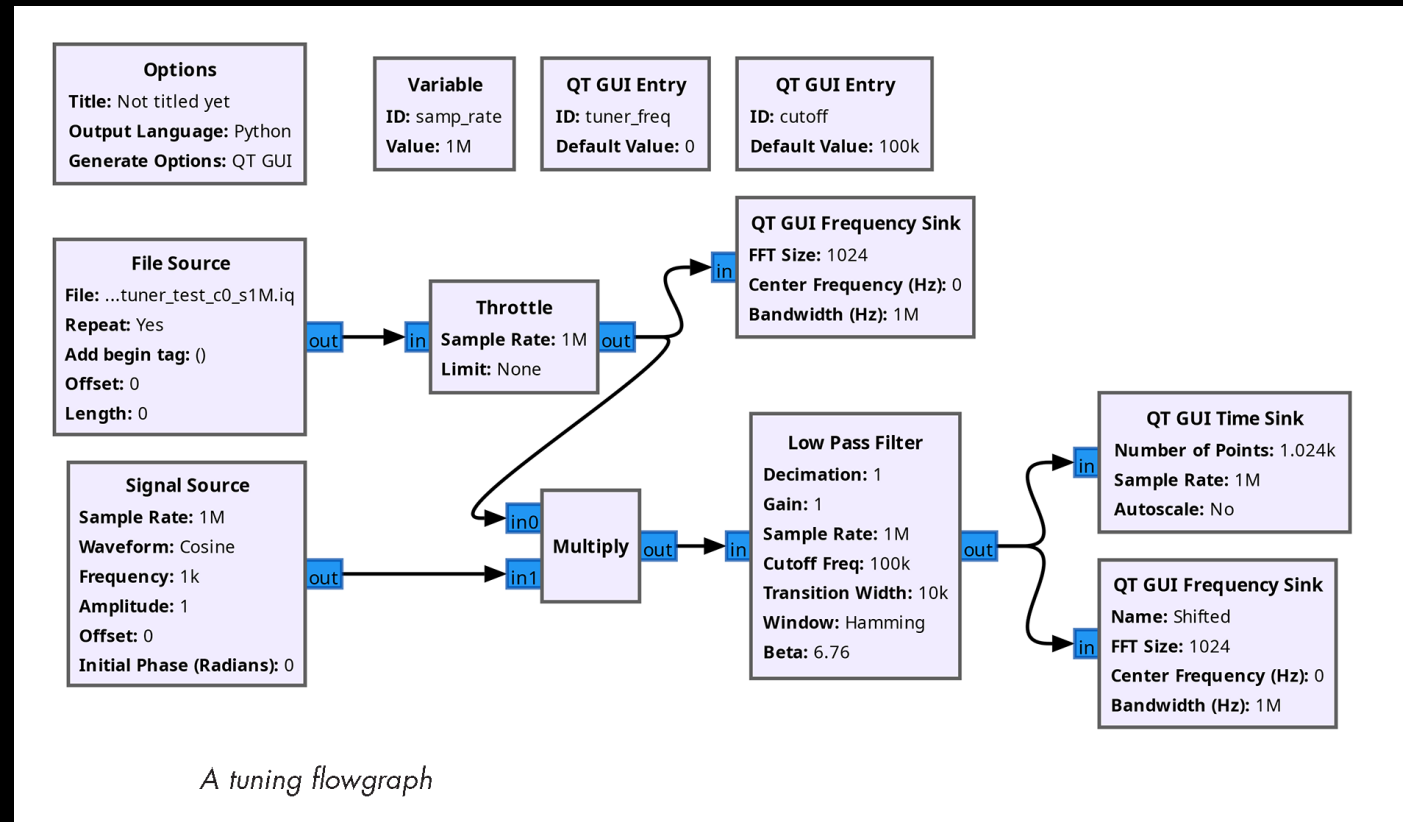 Options
Title: Not titled yet
Output Language: Python
Generate Options: QT GUI
Variable
ID: samp_rate
Value: 1M
QT GUI Entry
ID: tuner_freq
Default Value: 0
QT GUI Entry
ID: cutoff
Default Value: 100k
File Source
File: ...tuner_test_c0_s1M.iq
Repeat: Yes
Add begin tag: ()
Offset: 0
Length: 0
out
in
Throttle
Sample Rate: 1M
Limit: None
out
in
QT GUI Frequency Sink
FFT Size: 1024
Center Frequency (Hz): 0
Bandwidth (Hz): 1M
Signal Source
Sample Rate: 1M
Waveform: Cosine
Frequency: 1k
Amplitude: 1
Offset: 0
Initial Phase (Radians): 0
out
in0
in1
Multiply
out
in
Low Pass Filter
Decimation: 1
Gain: 1
Sample Rate: 1M
Cutoff Freq: 100k
Transition Width: 10k
Window: Hamming
Beta: 6.76
out
in
QT GUI Time Sink
Number of Points: 1.024k
Sample Rate: 1M
Autoscale: No
in
QT GUI Frequency Sink
Name: Shifted
FFT Size: 1024
Center Frequency (Hz): 0
Bandwidth (Hz): 1M
A tuning flowgraph